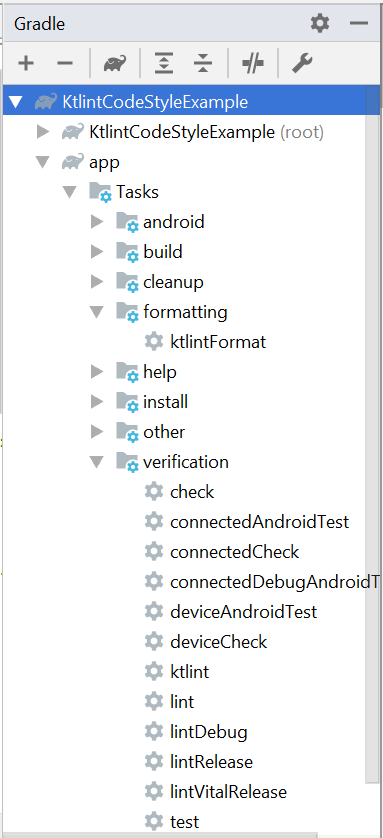 Gradle
KtlintCodeStyleExample
KtlintCodeStyleExample (root)
app
Tasks
android
build
cleanup
formatting
ktlintFormat
help
install
other
verification
check
connectedAndroidTest
connectedCheck
connectedDebugAndroidT
deviceAndroidTest
deviceCheck
ktlint
lint
lintDebug
lintRelease
lintVitalRelease
test